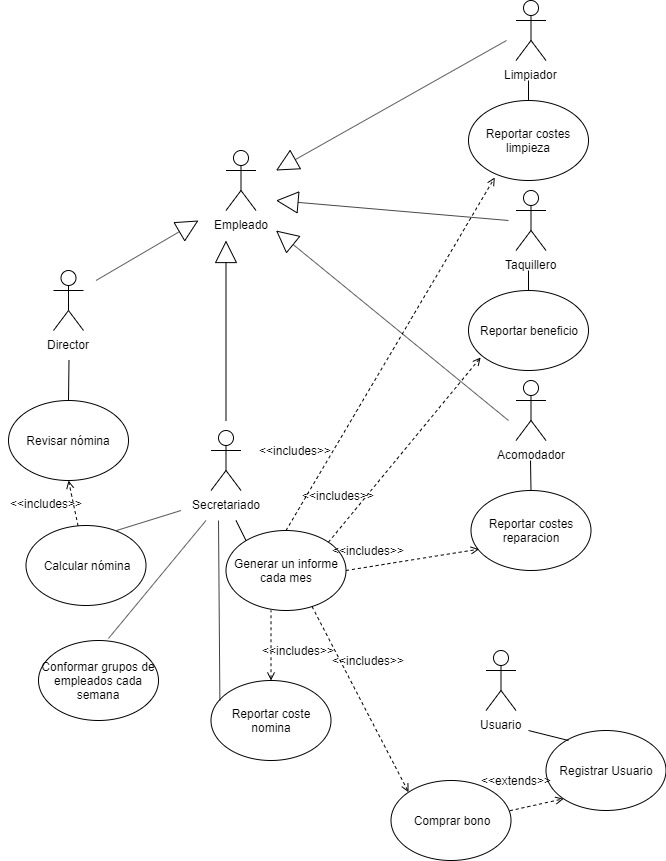 Limpiador
Reportar costes
limpieza
Empleado
Taquillero
Reportar beneficio
Director
Acomodador
Revisar nómina
<<includes>>
Secretariado
<<includes>>
<<includes>>
Reportar costes
reparacion
<<includes>>
Calcular nómina
Generar un informe
cada mes
Conformar grupos de
empleados cada
semana
<<includes>>
<<includes>>
Reportar coste
nomina
Usuario
Registrar Usuario
<<extends>>
Comprar bono